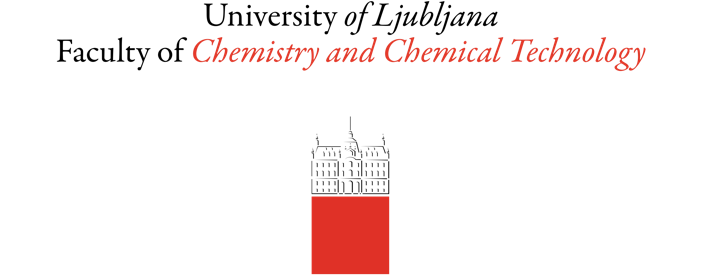 University of Ljubljana
Faculty of Chemistry and Chemical Technology